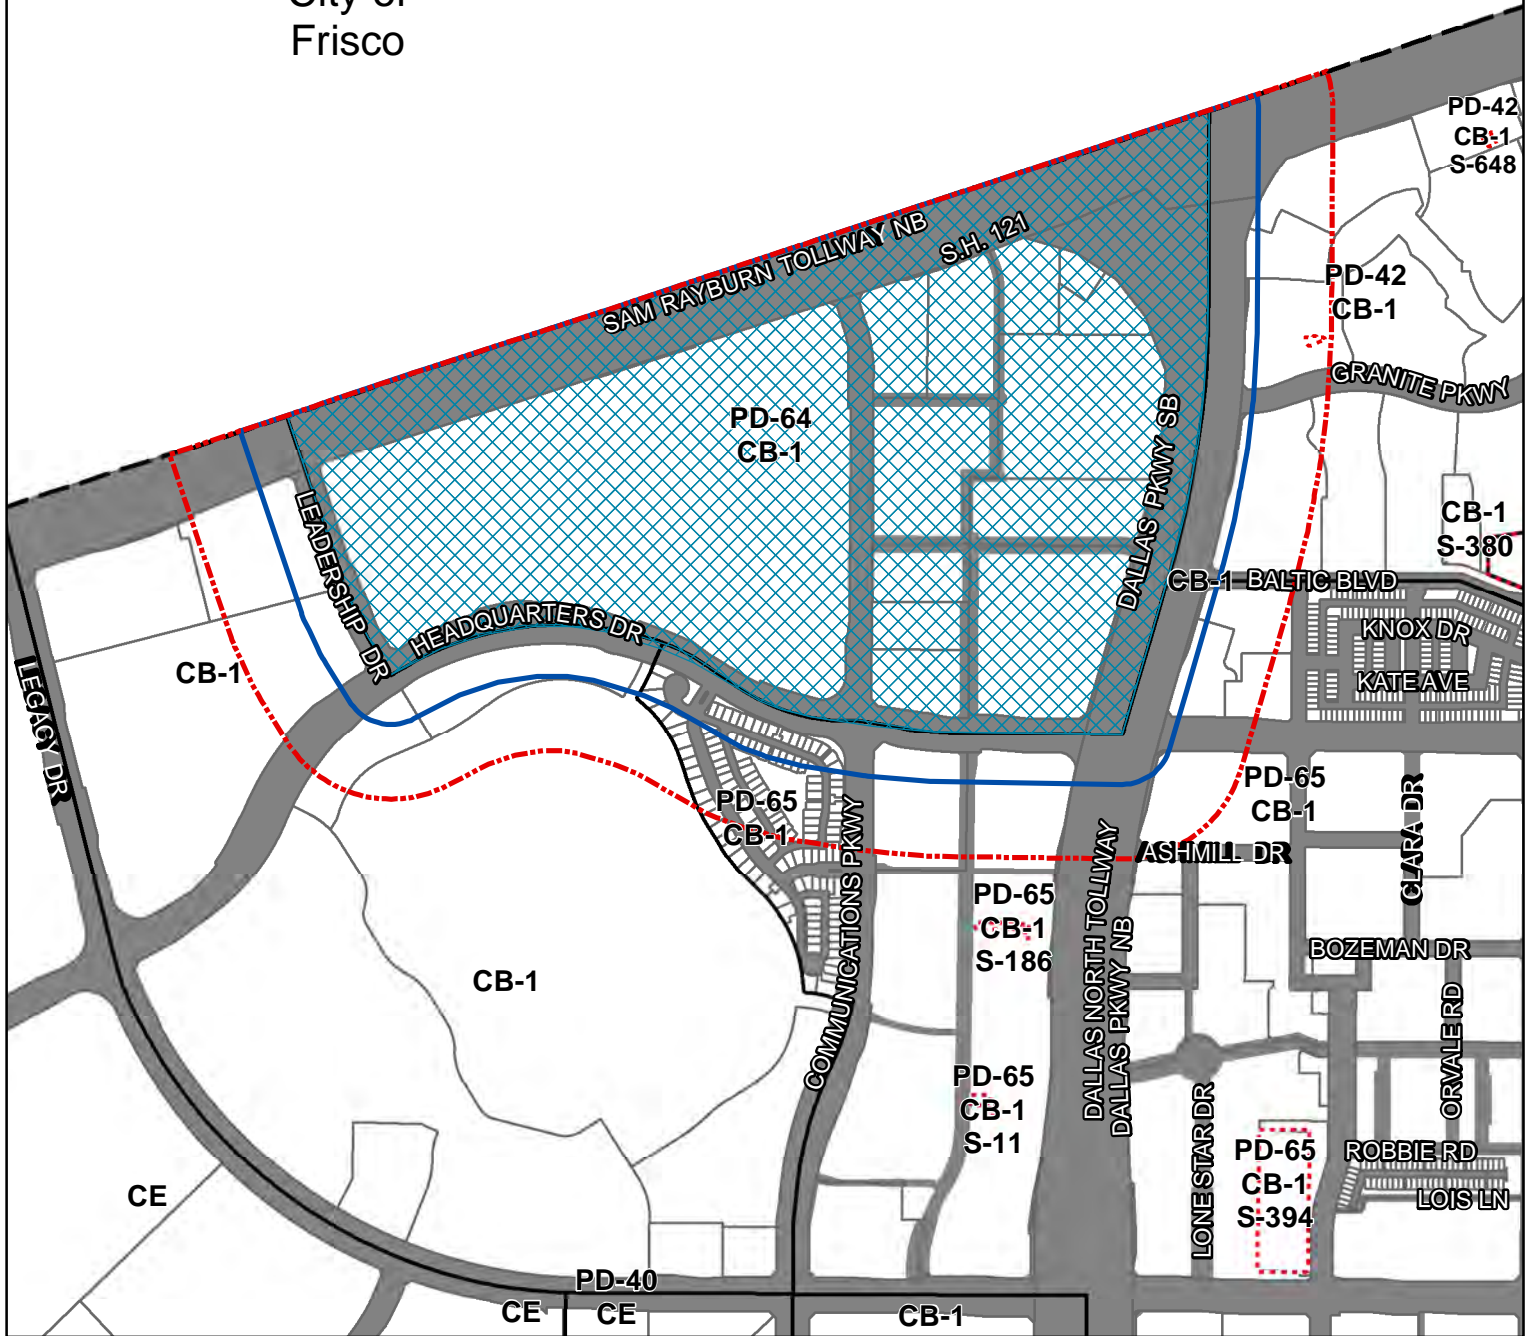 City of
Frisco
PD-42
CB-1
S-648
SAM RAYBURN TOLLWAY NB
S.H. 121
PD-42
CB-1
GRANITE PKWY
PD-64
CB-1
DALLAS PKWY SB
LEADERSHIP DR
HEADQUARTERS DR
CB-1
S-380
CB-1
BALTIC BLVD
KNOX DR
KATE AVE
CB-1
LEGACY DR
PD-65
CB-1
PD-65
CB-1
CLARA DR
ASHMILL DR
COMMUNICATIONS PKWY
DALLAS NORTH TOLLWAY
DALLAS PKWY NB
PD-65
CB-1
S-186
BOZEMAN DR
CB-1
ORVALE RD
PD-65
CB-1
S-11
LONE STAR DR
PD-65
CB-1
S-394
ROBBIE RD
LOIS LN
CE
PD-40
CE
CE
CB-1